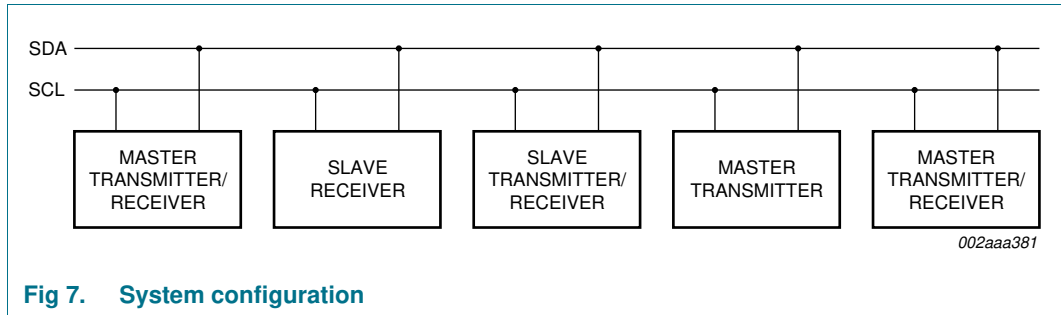 SDA
SCL
MASTER
TRANSMITTER/
RECEIVER
SLAVE
RECEIVER
SLAVE
TRANSMITTER/
RECEIVER
MASTER
TRANSMITTER
MASTER
TRANSMITTER/
RECEIVER
002aaa381
Fig 7. System configuration